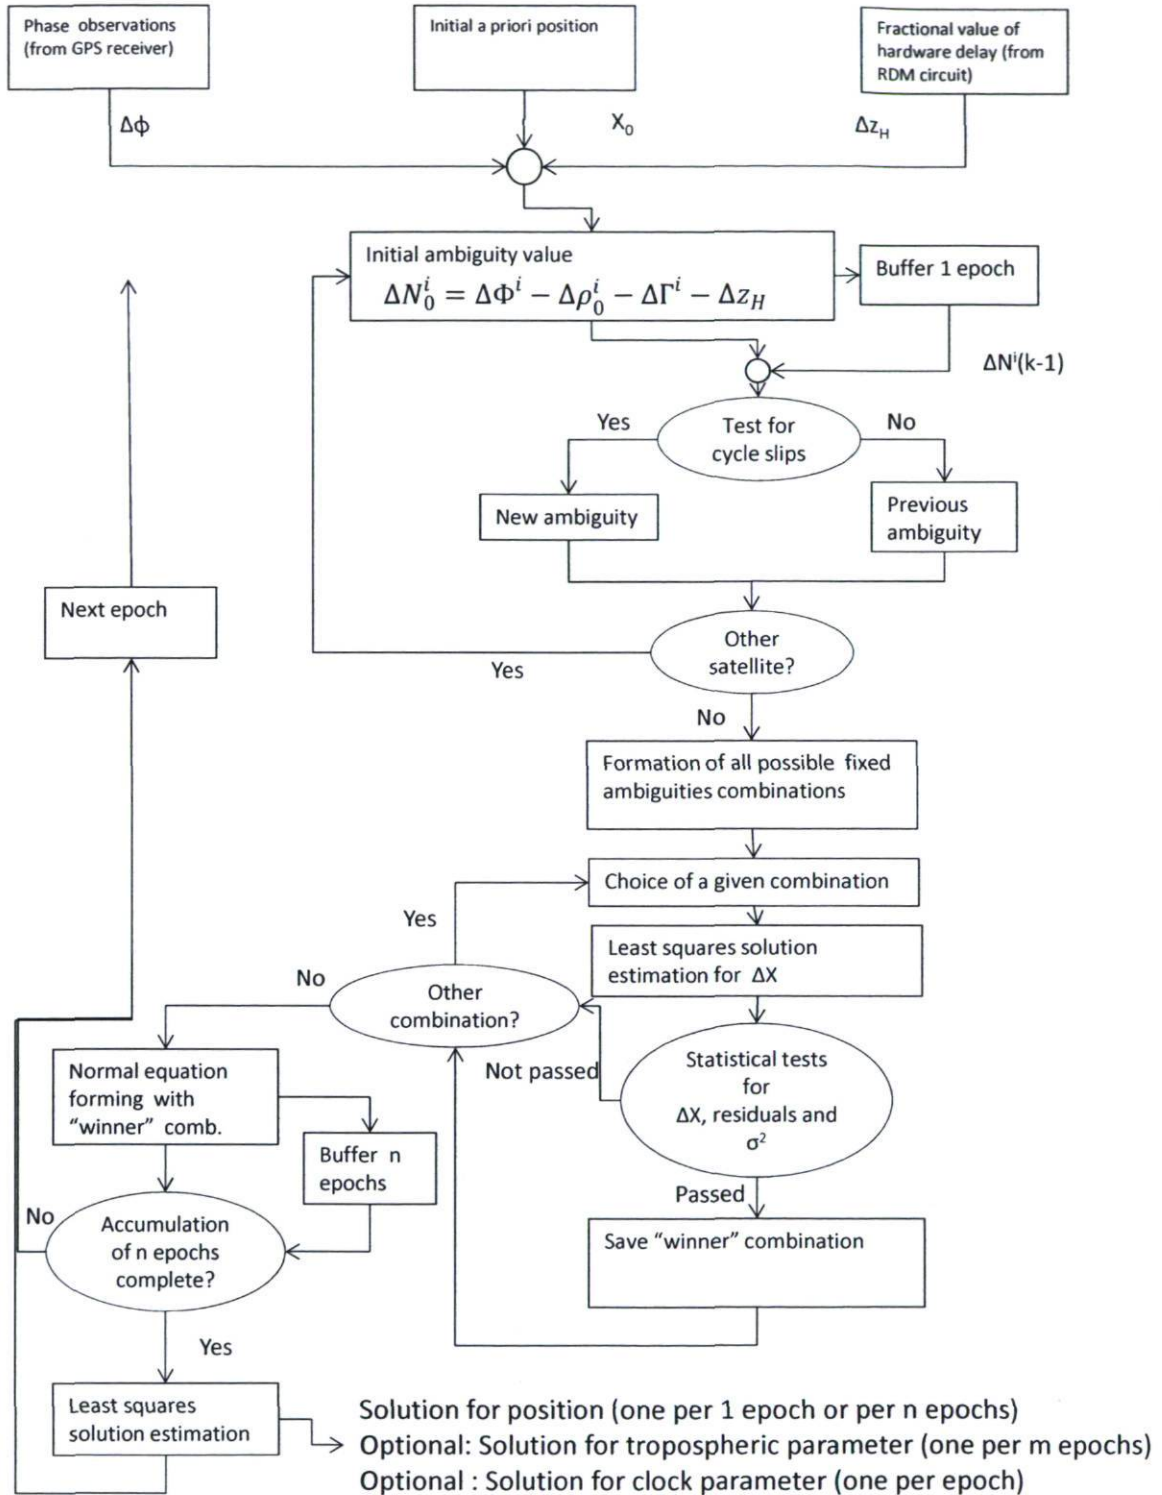 Phase observations
(from GPS receiver)
Initial a priori position
Fractional value of
hardware delay (from
RDM circuit)
Δϕ
X₀
Δz_H
Initial ambiguity value
ΔN₀ⁱ = ΔΦⁱ − Δρ₀ⁱ − ΔΓⁱ − Δz_H
Buffer 1 epoch
ΔNⁱ(k-1)
Yes
Test for
cycle slips
No
New ambiguity
Previous
ambiguity
Next epoch
Other
satellite?
Yes
No
Formation of all possible fixed
ambiguities combinations
Choice of a given combination
Yes
Least squares solution
estimation for ΔX
No
Other
combination?
Not passed
Statistical tests
for
ΔX, residuals and
σ²
Normal equation
forming with
“winner” comb.
Buffer n
epochs
Passed
No
Accumulation
of n epochs
complete?
Save “winner” combination
Yes
Least squares
solution estimation
Solution for position (one per 1 epoch or per n epochs)
Optional: Solution for tropospheric parameter (one per m epochs)
Optional : Solution for clock parameter (one per epoch)